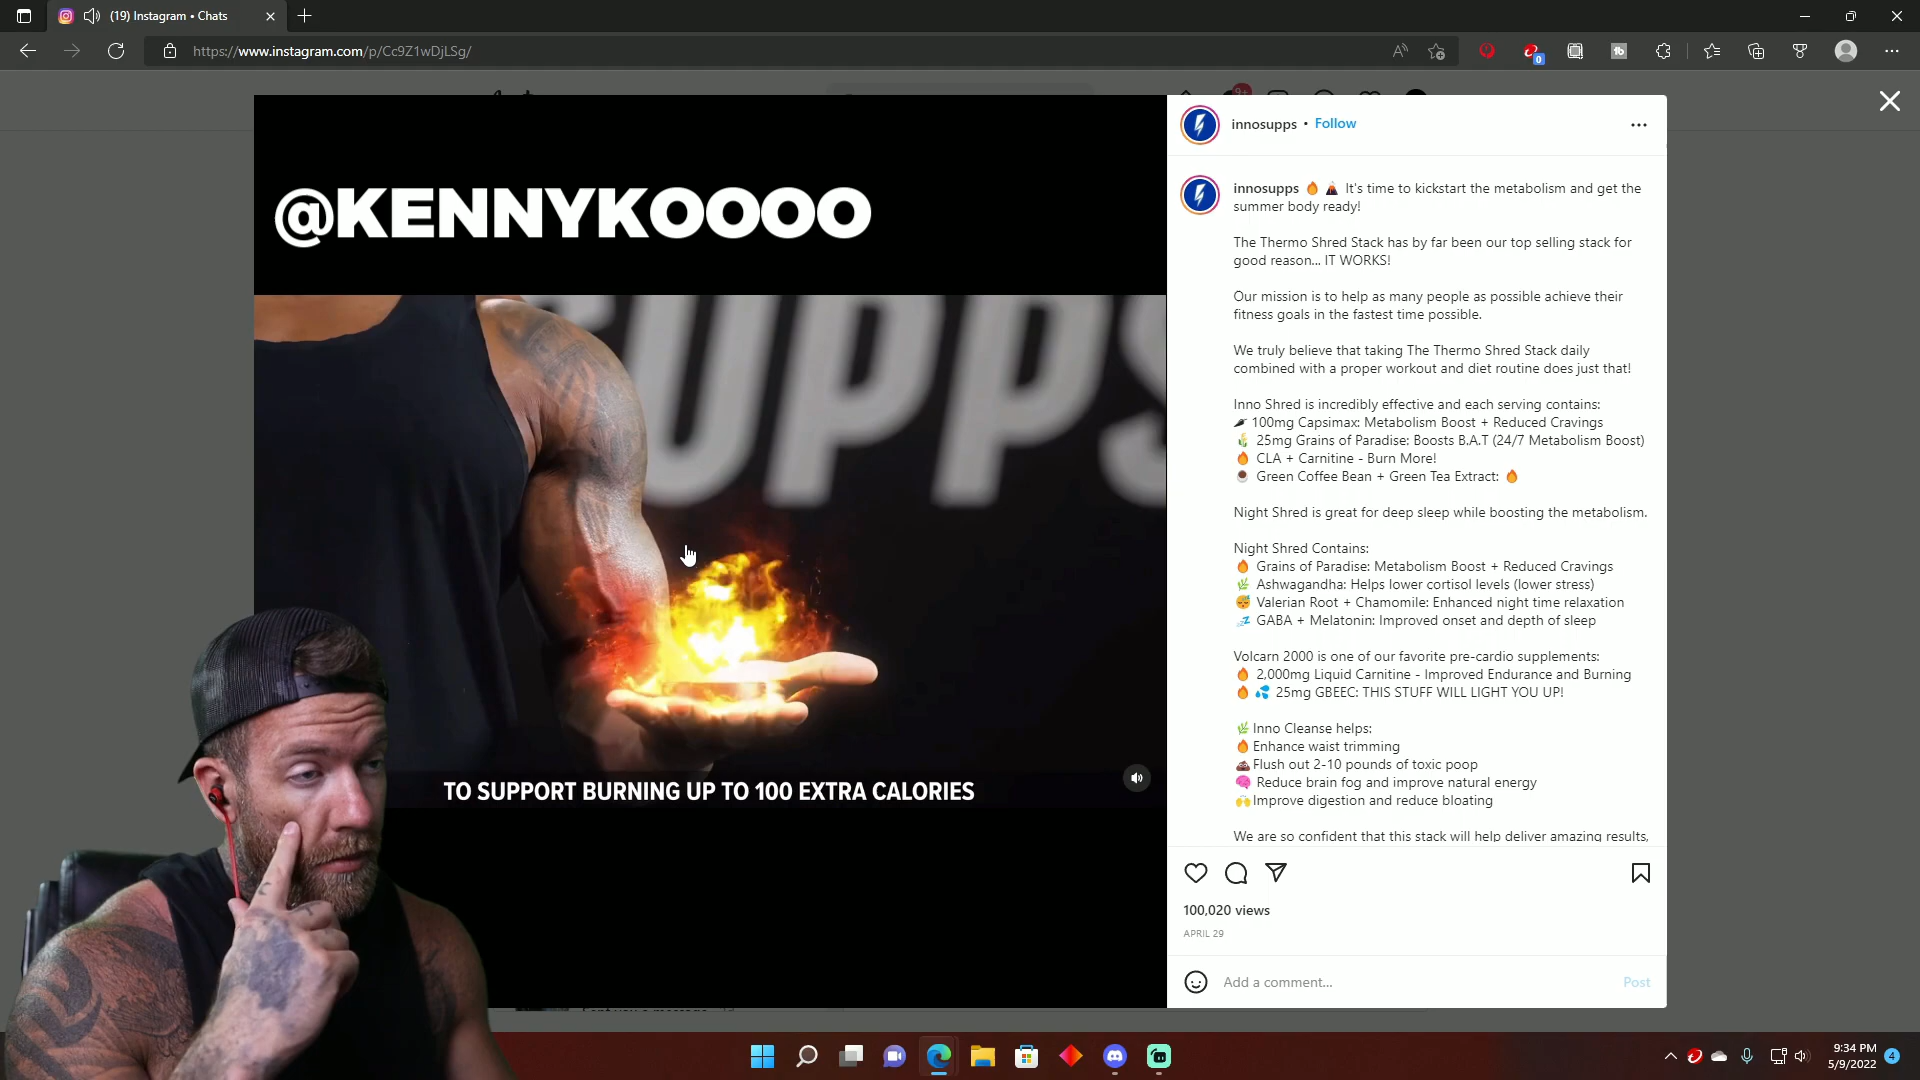 (19) Instagram • Chats
https://www.instagram.com/p/Cc9Z1wDjLSg/
@KENNYKOOOO
UPPS
TO SUPPORT BURNING UP TO 100 EXTRA CALORIES
innosupps • Follow
innosupps 🔥 🌋 It's time to kickstart the metabolism and get the
summer body ready!
The Thermo Shred Stack has by far been our top selling stack for
good reason... IT WORKS!
Our mission is to help as many people as possible achieve their
fitness goals in the fastest time possible.
We truly believe that taking The Thermo Shred Stack daily
combined with a proper workout and diet routine does just that!
Inno Shred is incredibly effective and each serving contains:
🌶 100mg Capsimax: Metabolism Boost + Reduced Cravings
🌾 25mg Grains of Paradise: Boosts B.A.T (24/7 Metabolism Boost)
🔥 CLA + Carnitine - Burn More!
☕ Green Coffee Bean + Green Tea Extract: 🔥
Night Shred is great for deep sleep while boosting the metabolism.
Night Shred Contains:
🔥 Grains of Paradise: Metabolism Boost + Reduced Cravings
🌿 Ashwagandha: Helps lower cortisol levels (lower stress)
😴 Valerian Root + Chamomile: Enhanced night time relaxation
💤 GABA + Melatonin: Improved onset and depth of sleep
Volcarn 2000 is one of our favorite pre-cardio supplements:
🔥 2,000mg Liquid Carnitine - Improved Endurance and Burning
🔥 💦 25mg GBEEC: THIS STUFF WILL LIGHT YOU UP!
🌿 Inno Cleanse helps:
🔥 Enhance waist trimming
💩 Flush out 2-10 pounds of toxic poop
🧠 Reduce brain fog and improve natural energy
🙌 Improve digestion and reduce bloating
We are so confident that this stack will help deliver amazing results,
100,020 views
APRIL 29
Add a comment...
Post
9:34 PM
5/9/2022
4